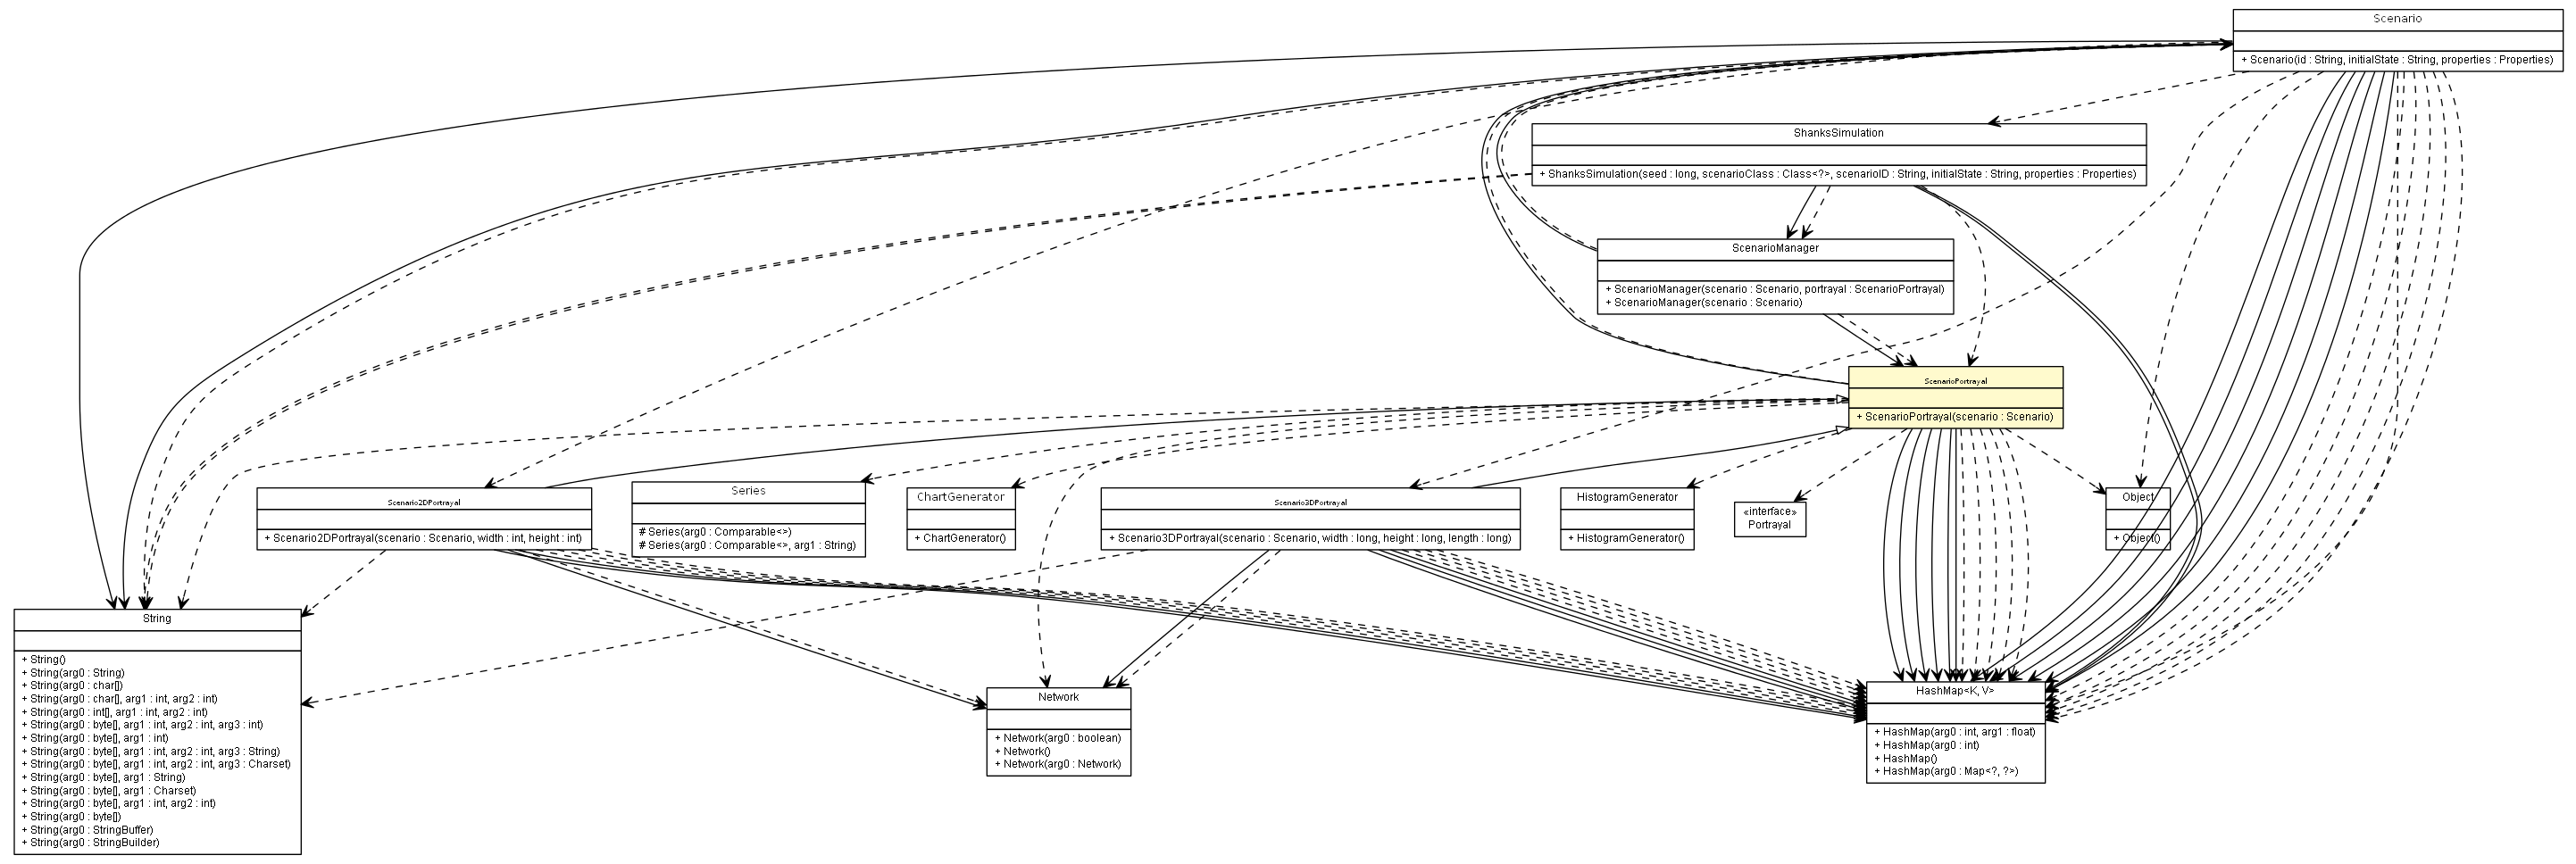 Scenario
+ Scenario(id : String, initialState : String, properties : Properties)
ShanksSimulation
+ ShanksSimulation(seed : long, scenarioClass : Class<?>, scenarioID : String, initialState : String, properties : Properties)
ScenarioManager
+ ScenarioManager(scenario : Scenario, portrayal : ScenarioPortrayal)
+ ScenarioManager(scenario : Scenario)
ScenarioPortrayal
+ ScenarioPortrayal(scenario : Scenario)
Scenario2DPortrayal
+ Scenario2DPortrayal(scenario : Scenario, width : int, height : int)
Series
# Series(arg0 : Comparable<>)
# Series(arg0 : Comparable<>, arg1 : String)
ChartGenerator
+ ChartGenerator()
Scenario3DPortrayal
+ Scenario3DPortrayal(scenario : Scenario, width : long, height : long, length : long)
HistogramGenerator
+ HistogramGenerator()
«interface»
Portrayal
Object
+ Object()
String
+ String()
+ String(arg0 : String)
+ String(arg0 : char[])
+ String(arg0 : char[], arg1 : int, arg2 : int)
+ String(arg0 : int[], arg1 : int, arg2 : int)
+ String(arg0 : byte[], arg1 : int, arg2 : int, arg3 : int)
+ String(arg0 : byte[], arg1 : int)
+ String(arg0 : byte[], arg1 : int, arg2 : int, arg3 : String)
+ String(arg0 : byte[], arg1 : int, arg2 : int, arg3 : Charset)
+ String(arg0 : byte[], arg1 : String)
+ String(arg0 : byte[], arg1 : Charset)
+ String(arg0 : byte[], arg1 : int, arg2 : int)
+ String(arg0 : byte[])
+ String(arg0 : StringBuffer)
+ String(arg0 : StringBuilder)
Network
+ Network(arg0 : boolean)
+ Network()
+ Network(arg0 : Network)
HashMap<K, V>
+ HashMap(arg0 : int, arg1 : float)
+ HashMap(arg0 : int)
+ HashMap()
+ HashMap(arg0 : Map<?, ?>)